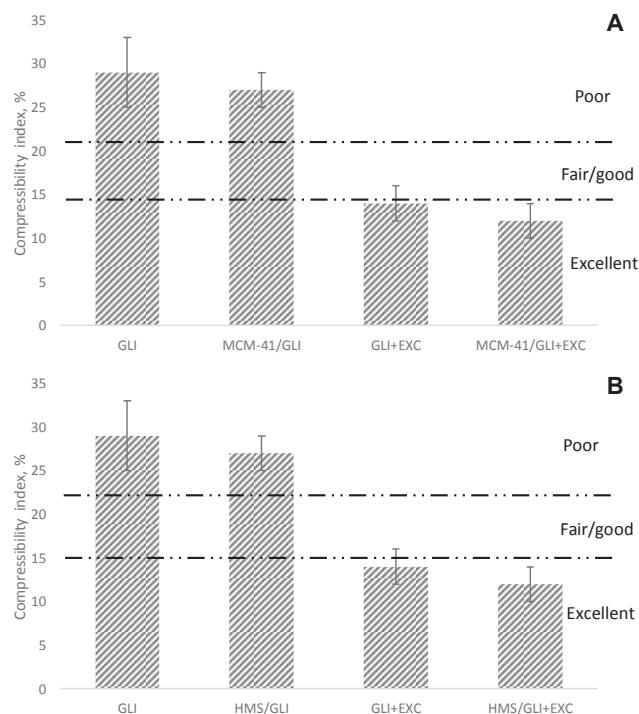 A
35
30
25
20
15
10
5
0
Compressibility index, %
Poor
Fair/good
Excellent
GLI MCM-41/GLI GLI+EXC MCM-41/GLI+EXC
B
35
30
25
20
15
10
5
0
Compressibility index, %
Poor
Fair/good
Excellent
GLI HMS/GLI GLI+EXC HMS/GLI+EXC